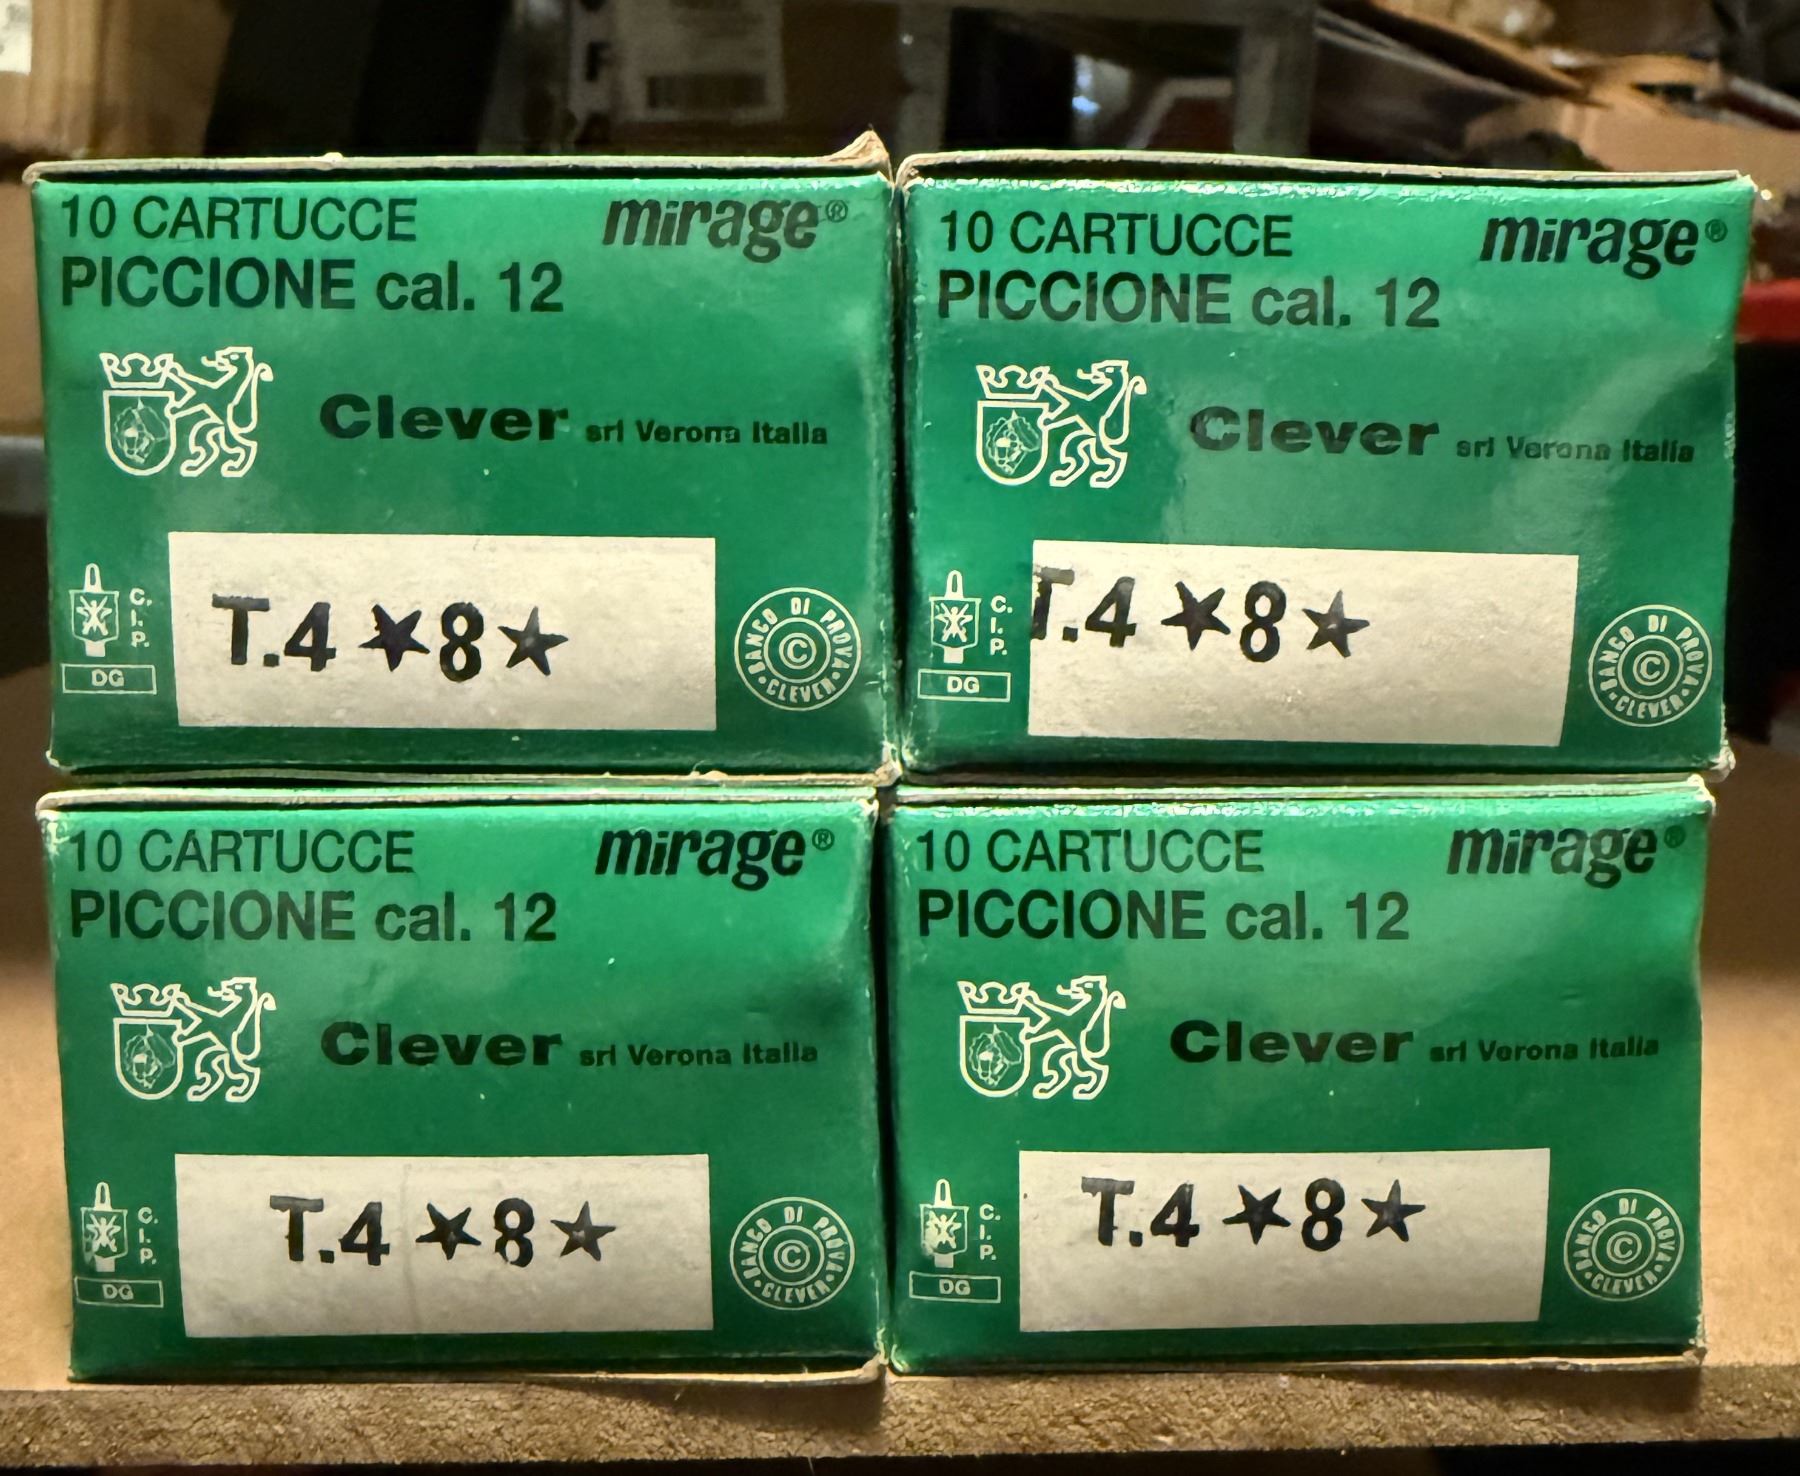 10 CARTUCCE mirage®
PICCIONE cal. 12
Clever srl Verona Italia
C.
I.
P.
DG
T.4 ★8★
BANCO DI PROVA • CLEVER •
©
10 CARTUCCE mirage®
PICCIONE cal. 12
Clever srl Verona Italia
C.
I.
P.
DG
T.4 ★8★
BANCO DI PROVA • CLEVER •
©
10 CARTUCCE mirage®
PICCIONE cal. 12
Clever srl Verona Italia
C.
I.
P.
DG
T.4 ★8★
BANCO DI PROVA • CLEVER •
©
10 CARTUCCE mirage®
PICCIONE cal. 12
Clever srl Verona Italia
C.
I.
P.
DG
T.4 ★8★
BANCO DI PROVA • CLEVER •
©